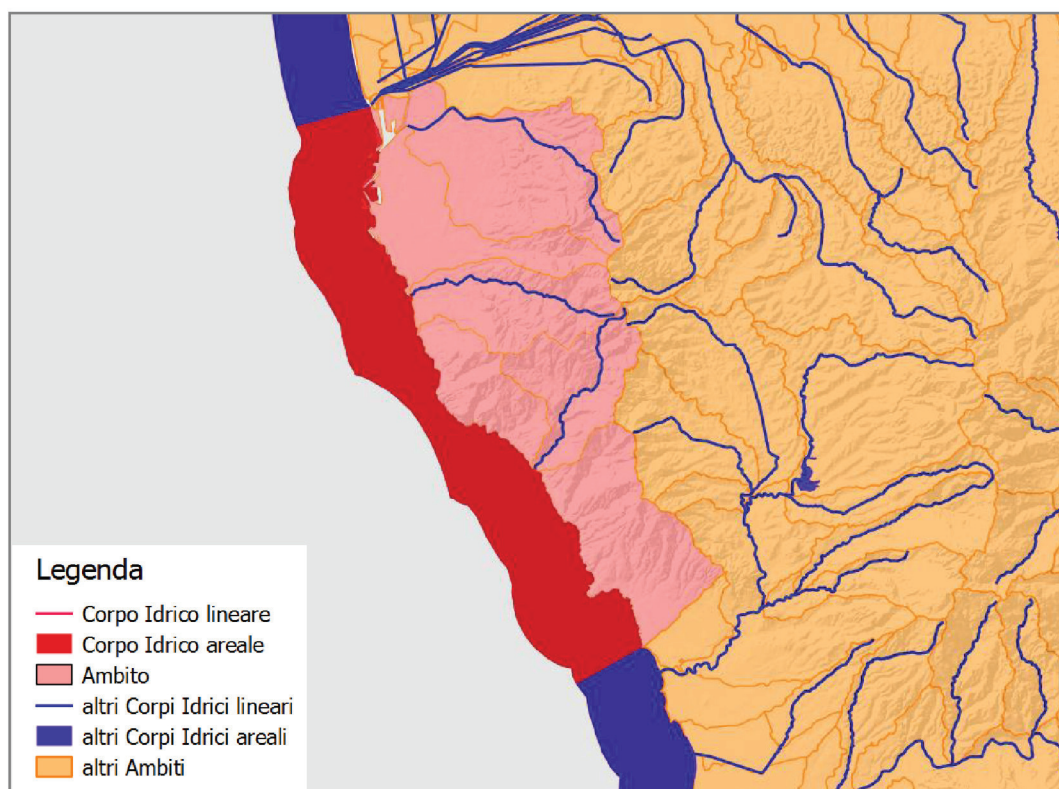 Legenda
Corpo Idrico lineare
Corpo Idrico areale
Ambito
altri Corpi Idrici lineari
altri Corpi Idrici areali
altri Ambiti